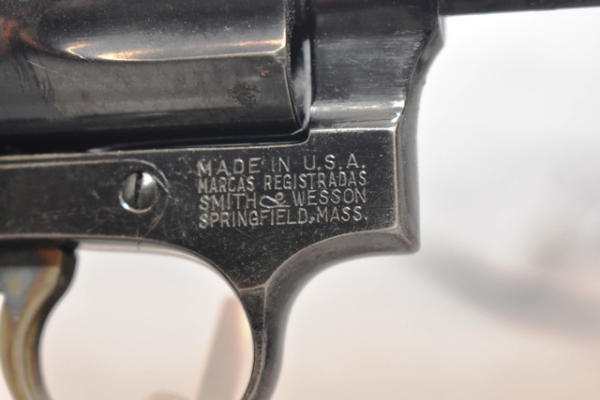 MADE IN U.S.A.
MARCAS REGISTRADAS
SMITH & WESSON
SPRINGFIELD, MASS.